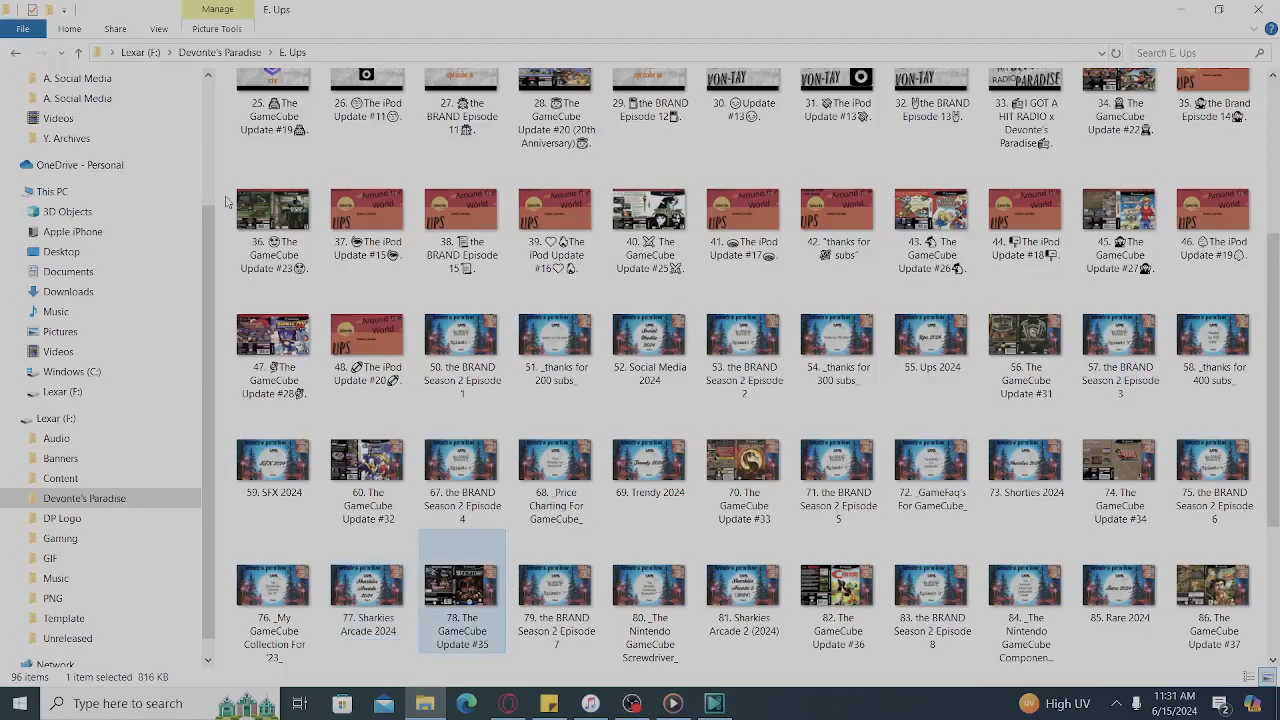 Manage
E. Ups
File
Home
Share
View
Picture Tools
Lexar (F:) > Devonte's Paradise > E. Ups
Search E. Ups
A. Social Media
A. Social Media
Videos
Y. Archives
OneDrive - Personal
This PC
3D Objects
Apple iPhone
Desktop
Documents
Downloads
Music
Pictures
Videos
Windows (C:)
Lexar (F:)
Lexar (F:)
Audio
Banners
Content
Devonte's Paradise
DP Logo
Gaming
GIF
Music
PNG
Template
Unreleased
Network
25. The GameCube Update #19.
26. The iPod Update #11.
27. the BRAND Episode 11.
28. The GameCube Update #20 (20th Anniversary).
29. the BRAND Episode 12.
30. Update #13.
31. The iPod Update #13.
32. the BRAND Episode 13.
33. I GOT A HIT RADIO x Devonte's Paradise.
34. The GameCube Update #22.
35. the Brand Episode 14.
36. The GameCube Update #23.
37. The iPod Update #15.
38. the BRAND Episode 15.
39. The iPod Update #16.
40. The GameCube Update #25.
41. The iPod Update #17.
42. "thanks for subs"
43. The GameCube Update #26.
44. The iPod Update #18.
45. The GameCube Update #27.
46. The iPod Update #19.
47. The GameCube Update #28.
48. The iPod Update #20.
50. the BRAND Season 2 Episode 1
51. _thanks for 200 subs_
52. Social Media 2024
53. the BRAND Season 2 Episode 2
54. _thanks for 300 subs_
55. Ups 2024
56. The GameCube Update #31
57. the BRAND Season 2 Episode 3
58. _thanks for 400 subs_
59. SFX 2024
60. The GameCube Update #32
67. the BRAND Season 2 Episode 4
68. _Price Charting For GameCube_
69. Trendy 2024
70. The GameCube Update #33
71. the BRAND Season 2 Episode 5
72. _GameFaq's For GameCube_
73. Shorties 2024
74. The GameCube Update #34
75. the BRAND Season 2 Episode 6
76. _My GameCube Collection For '23_
77. Sharkies Arcade 2024
78. The GameCube Update #35
79. the BRAND Season 2 Episode 7
80. _The Nintendo GameCube Screwdriver_
81. Sharkies Arcade 2 (2024)
82. The GameCube Update #36
83. the BRAND Season 2 Episode 8
84. _The Nintendo GameCube Componen...
85. Rare 2024
86. The GameCube Update #37
96 items
1 item selected 816 KB
Type here to search
UV
High UV
11:31 AM
6/15/2024
2